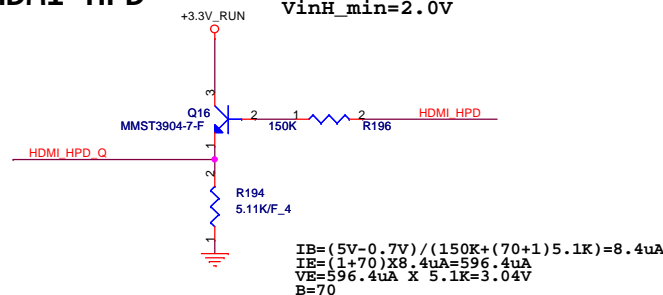 HDMI HPD
VinH_min=2.0V
+3.3V_RUN
3
Q16
MMST3904-7-F
2
150K
1
2
R196
HDMI_HPD
1
HDMI_HPD_Q
2
R194
5.11K/F_4
1
IB=(5V-0.7V)/(150K+(70+1)5.1K)=8.4uA
IE=(1+70)X8.4uA=596.4uA
VE=596.4uA X 5.1K=3.04V
B=70